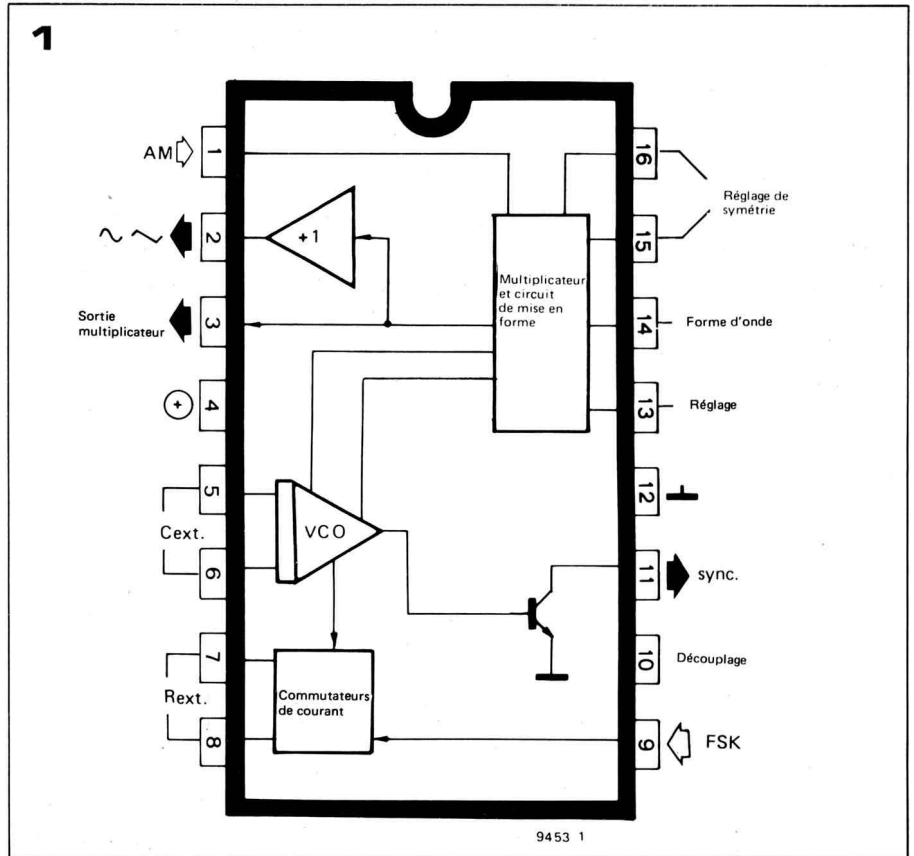 1
AM
1
2
Sortie
multiplicateur
3
+
4
5
Cext.
6
7
Rext.
8
+1
Multiplicateur
et circuit
de mise en
forme
VCO
Commutateurs
de courant
16
Réglage de
symétrie
15
14
Forme d'onde
13
Réglage
12
11
sync.
10
Découplage
9
FSK
9453 1